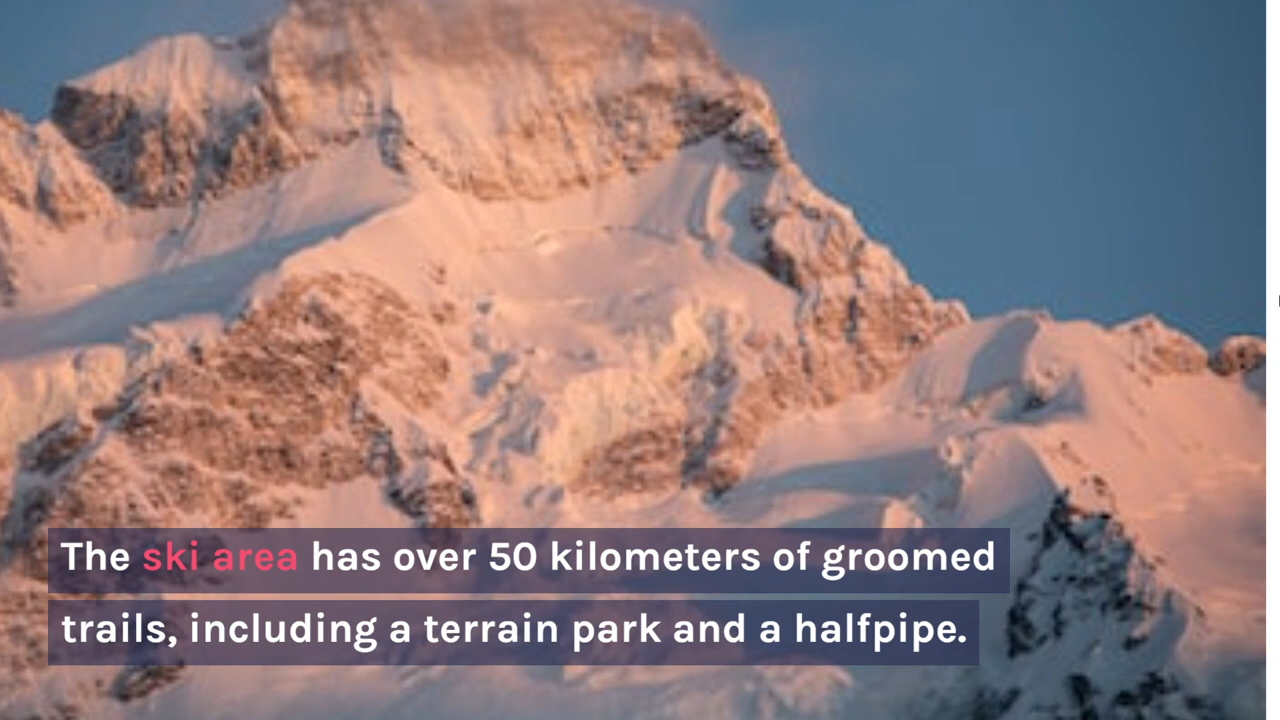 The ski area has over 50 kilometers of groomed
trails, including a terrain park and a halfpipe.